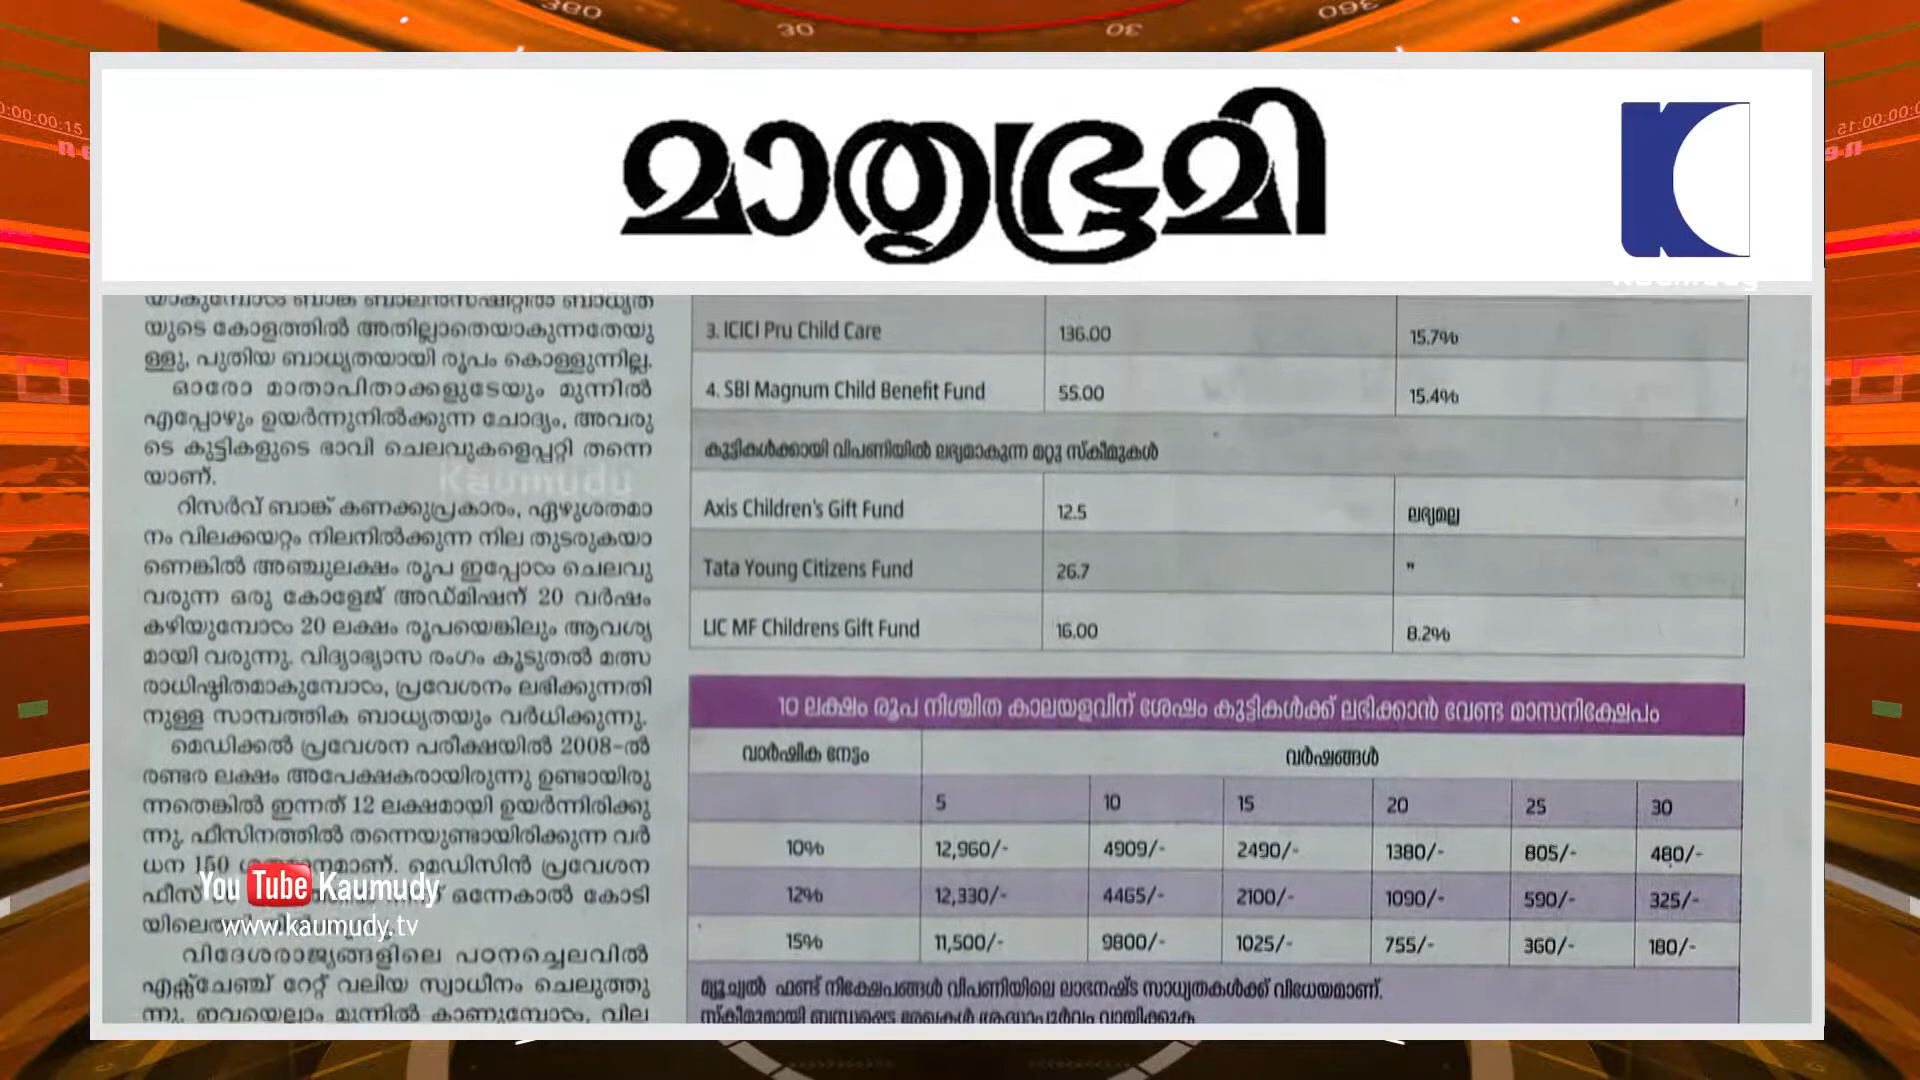 മാതൃഭൂമി
യുടെ കോളത്തിൽ അതില്ലാതെയാകുന്നതേയു
ള്ളു, പുതിയ ബാധ്യതയായി രൂപം കൊള്ളുന്നില്ല.
ഓരോ മാതാപിതാക്കളുടേയും മുന്നിൽ
എപ്പോഴും ഉയർന്നുനിൽക്കുന്ന ചോദ്യം, അവരു
ടെ കുട്ടികളുടെ ഭാവി ചെലവുകളെപ്പറ്റി തന്നെ
യാണ്.
റിസർവ് ബാങ്ക് കണക്കുപ്രകാരം, ഏഴുശതമാ
നം വിലക്കയറ്റം നിലനിൽക്കുന്ന നില തുടരുകയാ
ണെങ്കിൽ അഞ്ചുലക്ഷം രൂപ ഇപ്പോൾ ചെലവു
വരുന്ന ഒരു കോളേജ് അഡ്മിഷന് 20 വർഷം
കഴിയുമ്പോൾ 20 ലക്ഷം രൂപയെങ്കിലും ആവശ്യ
മായി വരുന്നു. വിദ്യാഭ്യാസ രംഗം കൂടുതൽ മത്സ
രാധിഷ്ഠിതമാകുമ്പോൾ, പ്രവേശനം ലഭിക്കുന്നതി
നുള്ള സാമ്പത്തിക ബാധ്യതയും വർധിക്കുന്നു.
മെഡിക്കൽ പ്രവേശന പരീക്ഷയിൽ 2008-ൽ
രണ്ടര ലക്ഷം അപേക്ഷകരായിരുന്നു ഉണ്ടായിരു
ന്നതെങ്കിൽ ഇന്നത് 12 ലക്ഷമായി ഉയർന്നിരിക്കു
ന്നു. ഫീസിനത്തിൽ തന്നെയുണ്ടായിരിക്കുന്ന വർ
ധന 150 ശതമാനമാണ്. മെഡിസിൻ പ്രവേശന
ഫീസ് ഒന്നേകാൽ കോടി
വിദേശരാജ്യങ്ങളിലെ പഠനച്ചെലവിൽ
എക്സ്ചേഞ്ച് റേറ്റ് വലിയ സ്വാധീനം ചെലുത്തു
ന്നു. ഇവയെല്ലാം മുന്നിൽ കാണുമ്പോൾ, വില
3. ICICI Pru Child Care 136.00 15.7%
4. SBI Magnum Child Benefit Fund 55.00 15.4%
കുട്ടികൾക്കായി വിപണിയിൽ ലഭ്യമാകുന്ന മറ്റു സ്കീമുകൾ
Axis Children's Gift Fund 12.5 ലഭ്യമല്ല
Tata Young Citizens Fund 26.7 "
LIC MF Childrens Gift Fund 16.00 8.2%
10 ലക്ഷം രൂപ നിശ്ചിത കാലയളവിന് ശേഷം കുട്ടികൾക്ക് ലഭിക്കാൻ വേണ്ട മാസനിക്ഷേപം
വാർഷിക നേട്ടം വർഷങ്ങൾ
5 10 15 20 25 30
10% 12,960/- 4909/- 2490/- 1380/- 805/- 480/-
12% 12,330/- 4465/- 2100/- 1090/- 590/- 325/-
15% 11,500/- 9800/- 1025/- 755/- 360/- 180/-
മ്യൂച്വൽ ഫണ്ട് നിക്ഷേപങ്ങൾ വിപണിയിലെ ലാഭനഷ്ട സാധ്യതകൾക്ക് വിധേയമാണ്.
You Tube Kaumudy
www.kaumudy.tv
Kaumudy